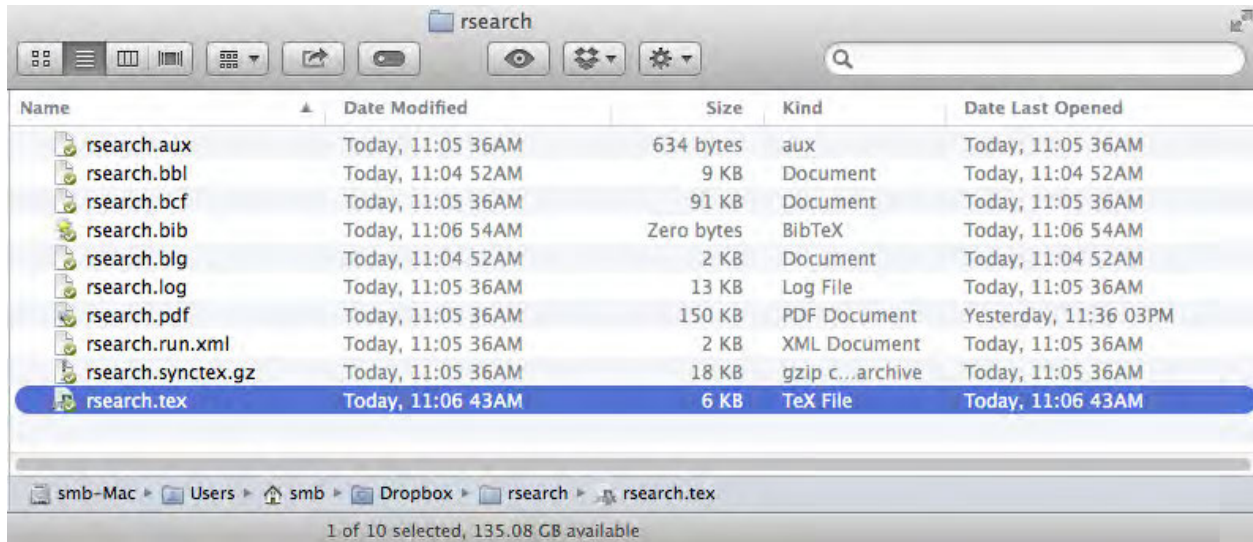 rsearch
Name Date Modified Size Kind Date Last Opened
rsearch.aux Today, 11:05 36AM 634 bytes aux Today, 11:05 36AM
rsearch.bbl Today, 11:04 52AM 9 KB Document Today, 11:04 52AM
rsearch.bcf Today, 11:05 36AM 91 KB Document Today, 11:05 36AM
rsearch.bib Today, 11:06 54AM Zero bytes BibTeX Today, 11:06 54AM
rsearch.blg Today, 11:04 52AM 2 KB Document Today, 11:04 52AM
rsearch.log Today, 11:05 36AM 13 KB Log File Today, 11:05 36AM
rsearch.pdf Today, 11:05 36AM 150 KB PDF Document Yesterday, 11:36 03PM
rsearch.run.xml Today, 11:05 36AM 2 KB XML Document Today, 11:05 36AM
rsearch.synctex.gz Today, 11:05 36AM 18 KB gzip c...archive Today, 11:05 36AM
rsearch.tex Today, 11:06 43AM 6 KB TeX File Today, 11:06 43AM
smb-Mac Users smb Dropbox rsearch rsearch.tex
1 of 10 selected, 135.08 GB available